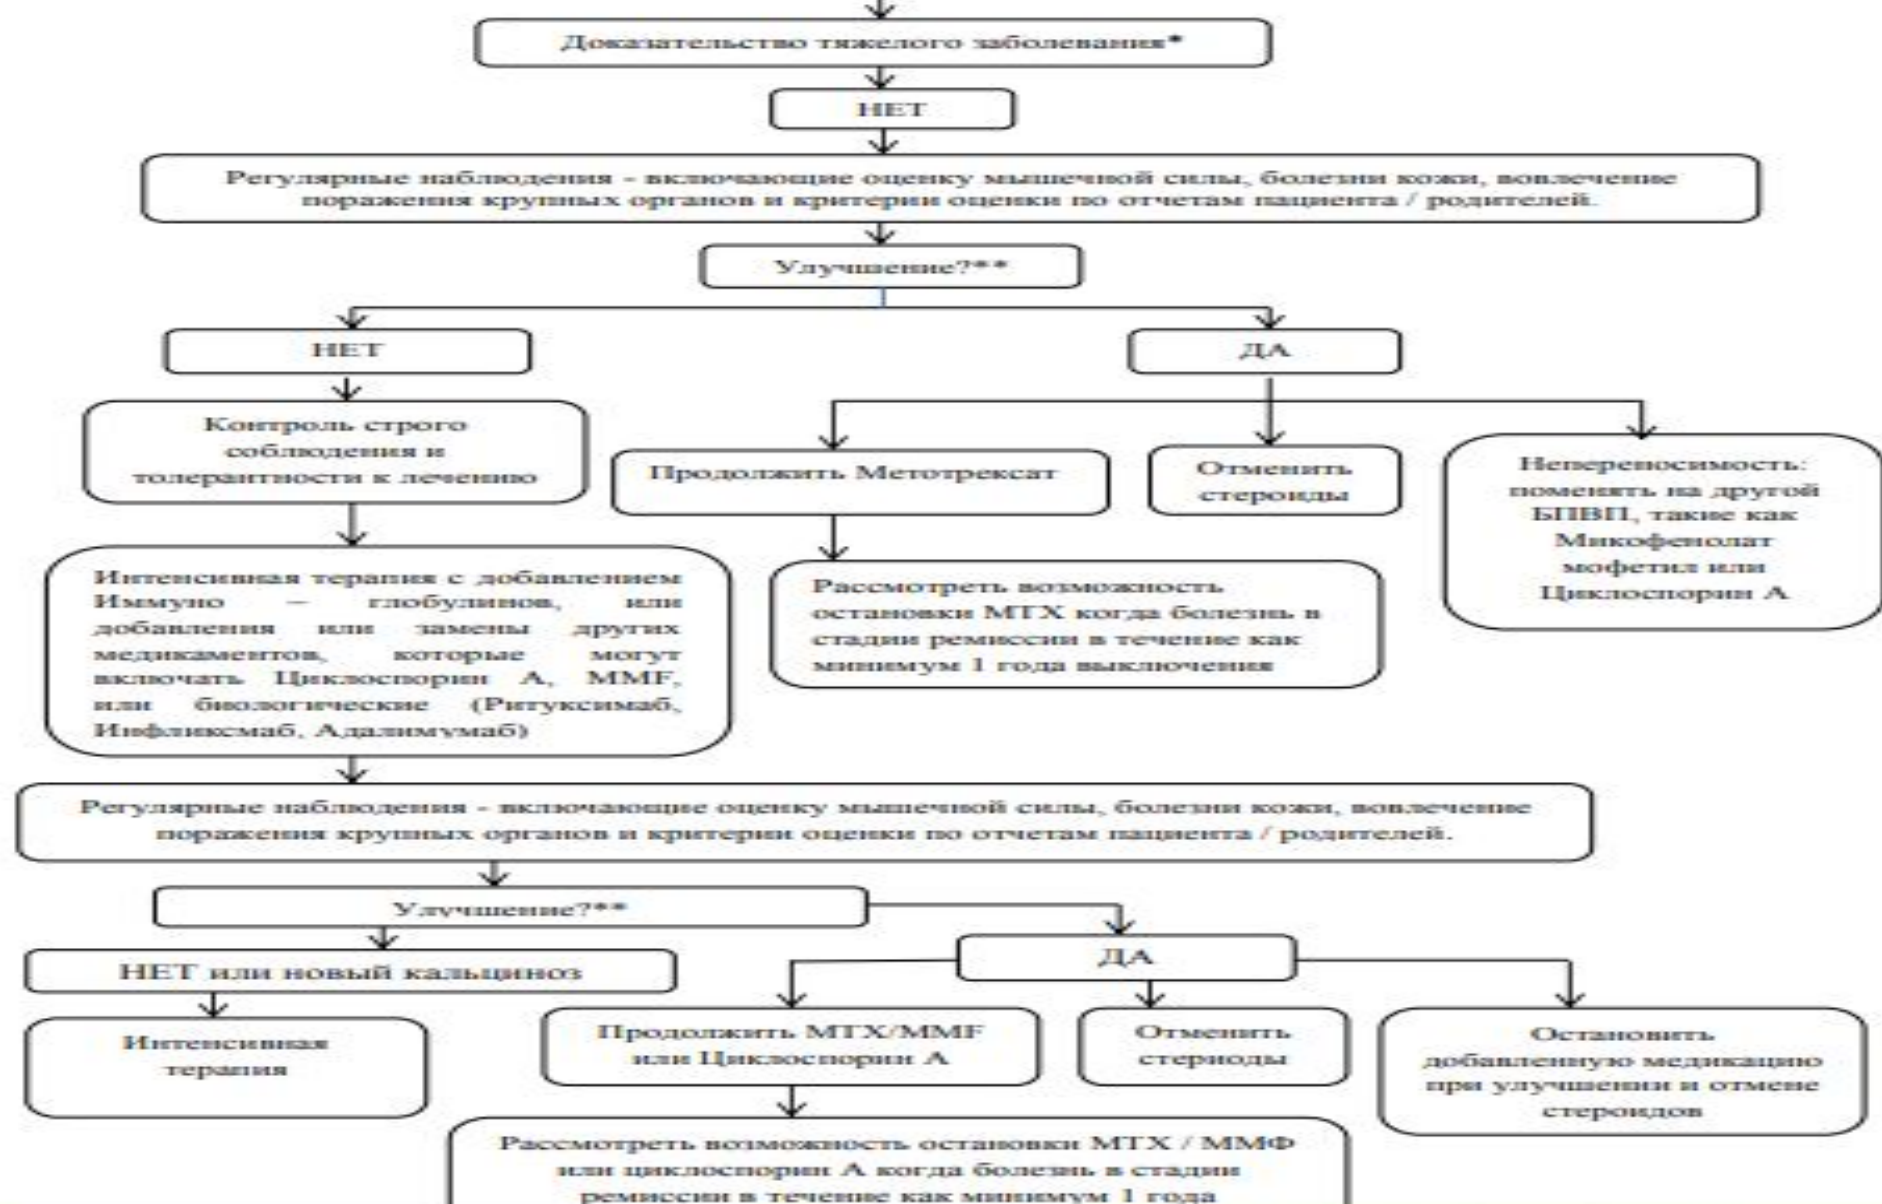 Доказательство тяжелого заболевания*
НЕТ
Регулярные наблюдения - включающие оценку мышечной силы, болезни кожи, вовлечение
поражения крупных органов и критерии оценки по отчетам пациента / родителей.
Улучшение?**
НЕТ
ДА
Контроль строго
соблюдения и
толерантности к лечению
Продолжить Метотрексат
Отменить
стероиды
Непереносимость:
поменять на другой
БПВП, такие как
Микофенолат
мофетил или
Циклоспорин А
Интенсивная терапия с добавлением
Иммуно – глобулинов, или
добавления или замены других
медикаментов, которые могут
включать Циклоспорин А, MMF,
или биологические (Ритуксимаб,
Инфликсмаб, Адалимумаб)
Рассмотреть возможность
остановки МТХ когда болезнь в
стадии ремиссии в течение как
минимум 1 года выключения
Регулярные наблюдения - включающие оценку мышечной силы, болезни кожи, вовлечение
поражения крупных органов и критерии оценки по отчетам пациента / родителей.
Улучшение?**
НЕТ или новый кальциноз
ДА
Интенсивная
терапия
Продолжить MTX/MMF
или Циклоспорин А
Отменить
стериоды
Остановить
добавленную медикацию
при улучшении и отмене
стероидов
Рассмотреть возможность остановки МТХ / ММФ
или циклоспорин А когда болезнь в стадии
ремиссии в течение как минимум 1 года